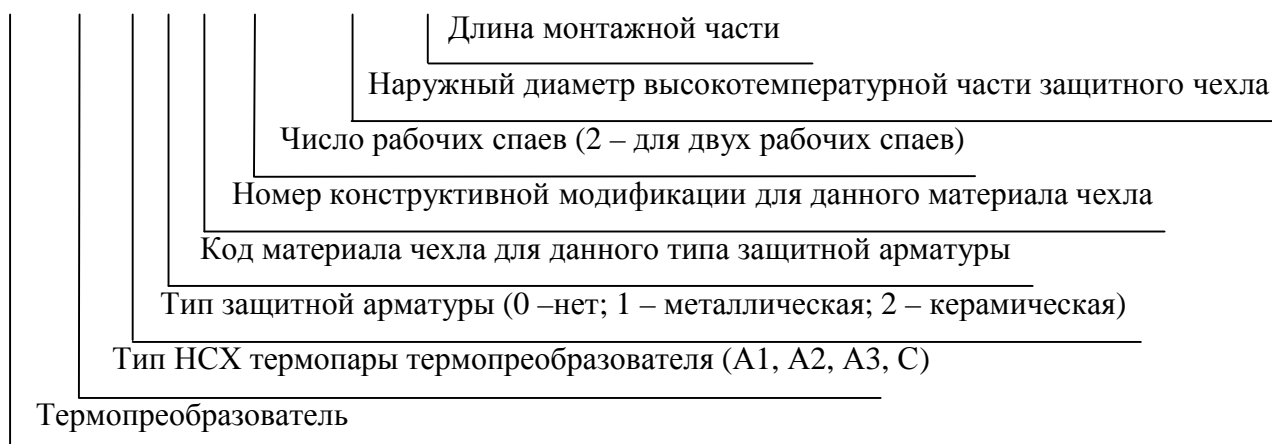 Длина монтажной части
Наружный диаметр высокотемпературной части защитного чехла
Число рабочих спаев (2 – для двух рабочих спаев)
Номер конструктивной модификации для данного материала чехла
Код материала чехла для данного типа защитной арматуры
Тип защитной арматуры (0 –нет; 1 – металлическая; 2 – керамическая)
Тип НСХ термопары термопреобразователя (А1, А2, А3, С)
Термопреобразователь